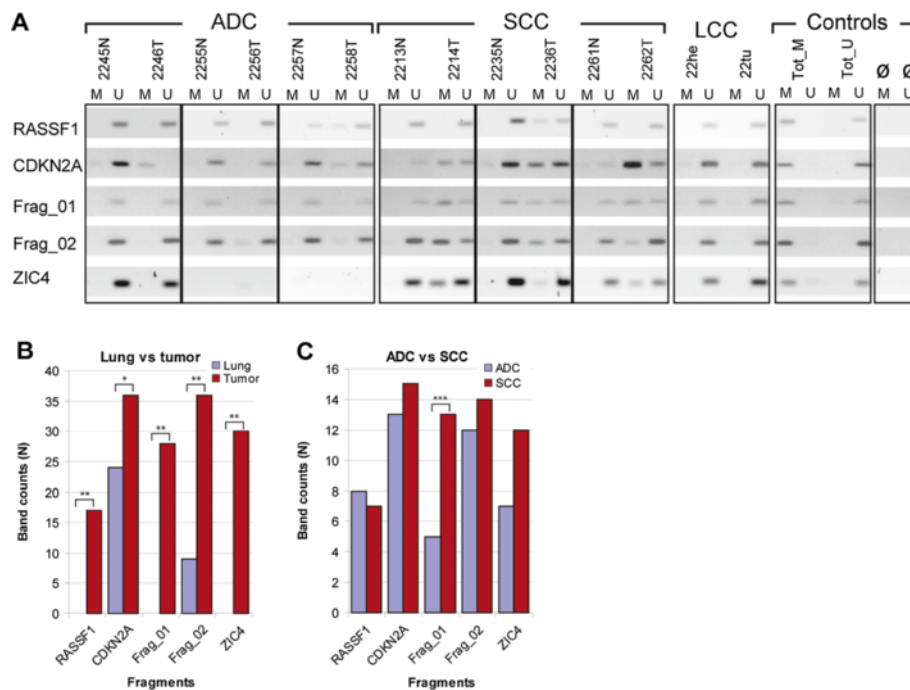 A
ADC SCC LCC Controls
2245N 2246T 2255N 2256T 2257N 2258T 2213N 2214T 2235N 2236T 2261N 2262T 22he 22tu Tot_M Tot_U Ø Ø
M U M U M U M U M U M U M U M U M U M U M U M U M U M U M U M U M U
RASSF1
CDKN2A
Frag_01
Frag_02
ZIC4
B
Lung vs tumor
Lung
Tumor
Band counts (N)
40
35
30
25
20
15
10
5
0
** * ** ** **
RASSF1 CDKN2A Frag_01 Frag_02 ZIC4
Fragments
C
ADC vs SCC
ADC
SCC
Band counts (N)
16
14
12
10
8
6
4
2
0
***
RASSF1 CDKN2A Frag_01 Frag_02 ZIC4
Fragments